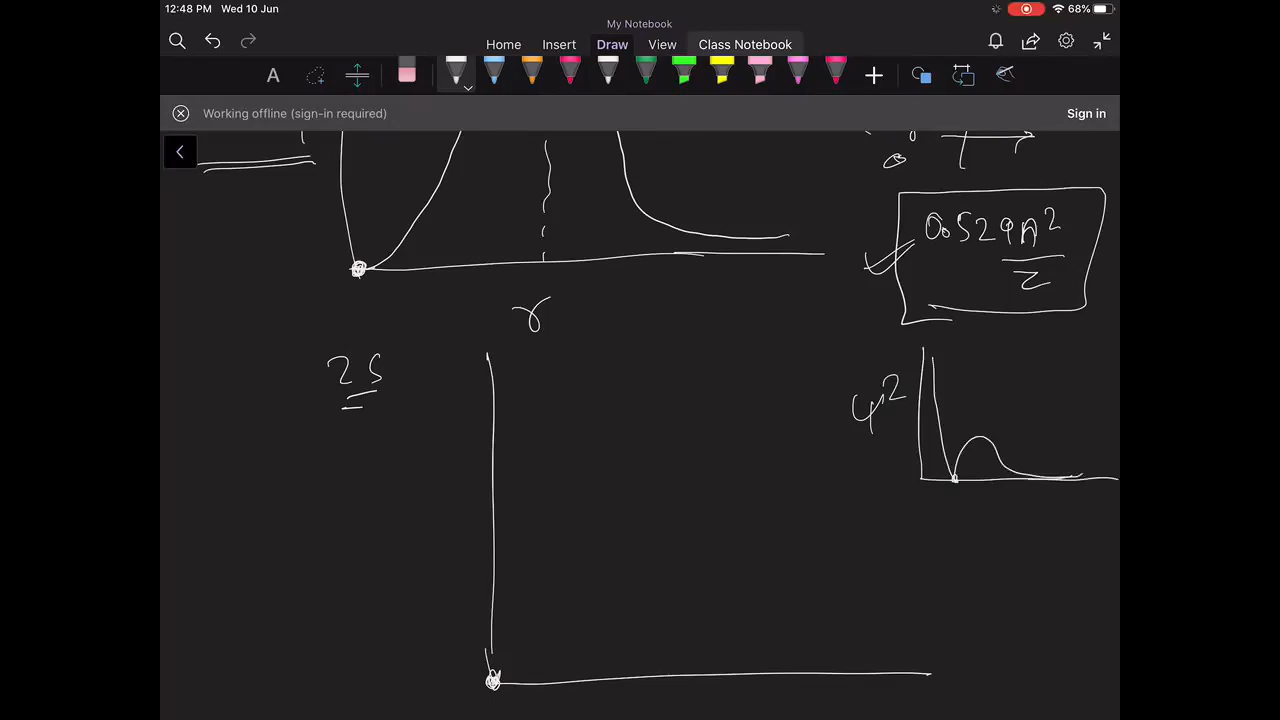 12:48 PM Wed 10 Jun
68%
My Notebook
Home Insert Draw View Class Notebook
A
Working offline (sign-in required)
Sign in
0.529n²
z
r
2s
ψ²